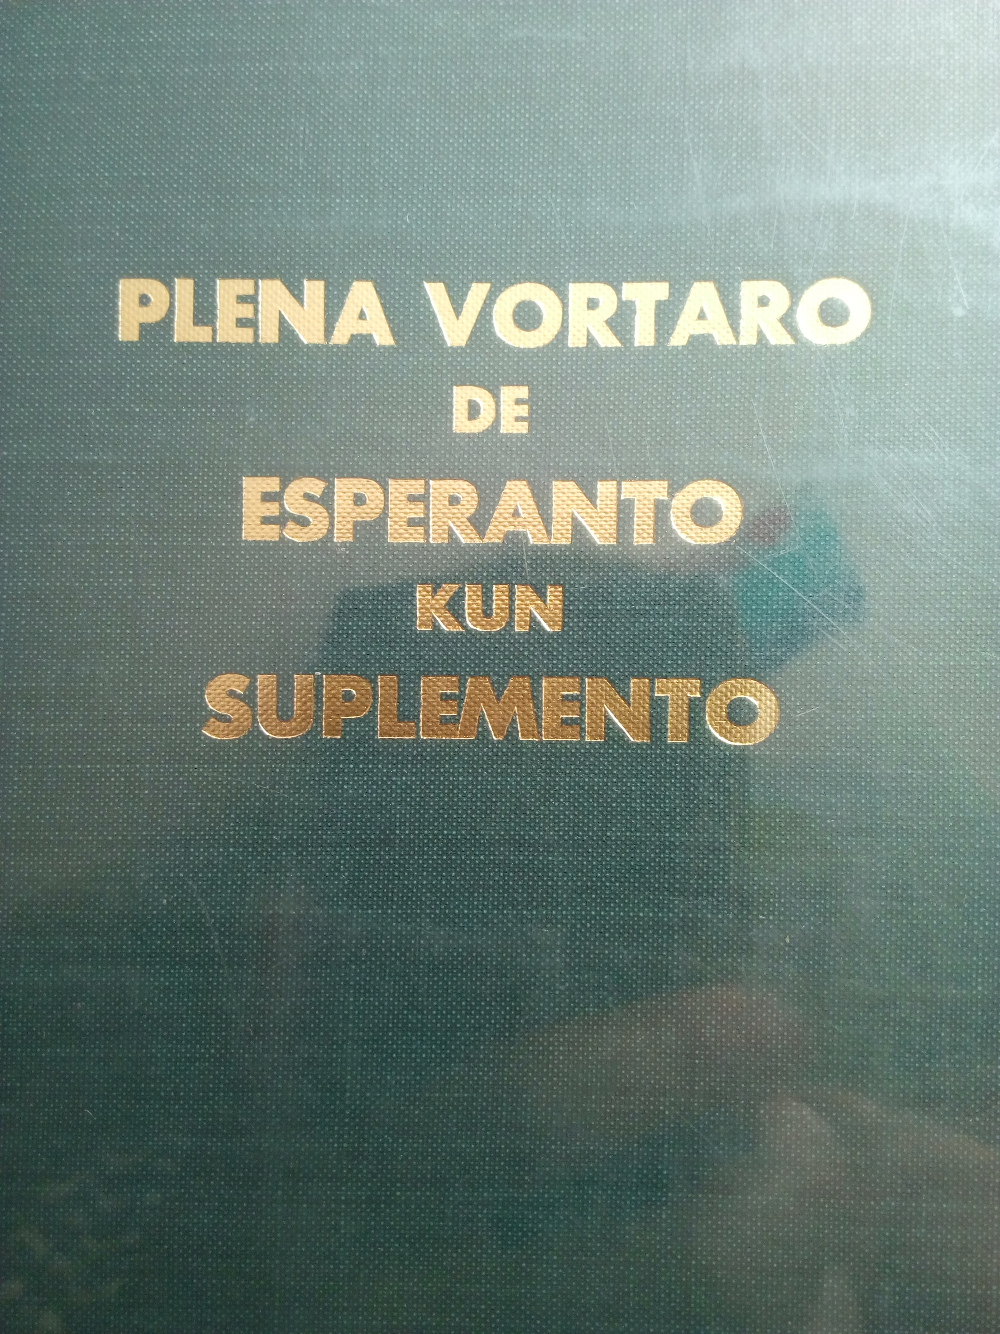 PLENA VORTARO
DE
ESPERANTO
KUN
SUPLEMENTO